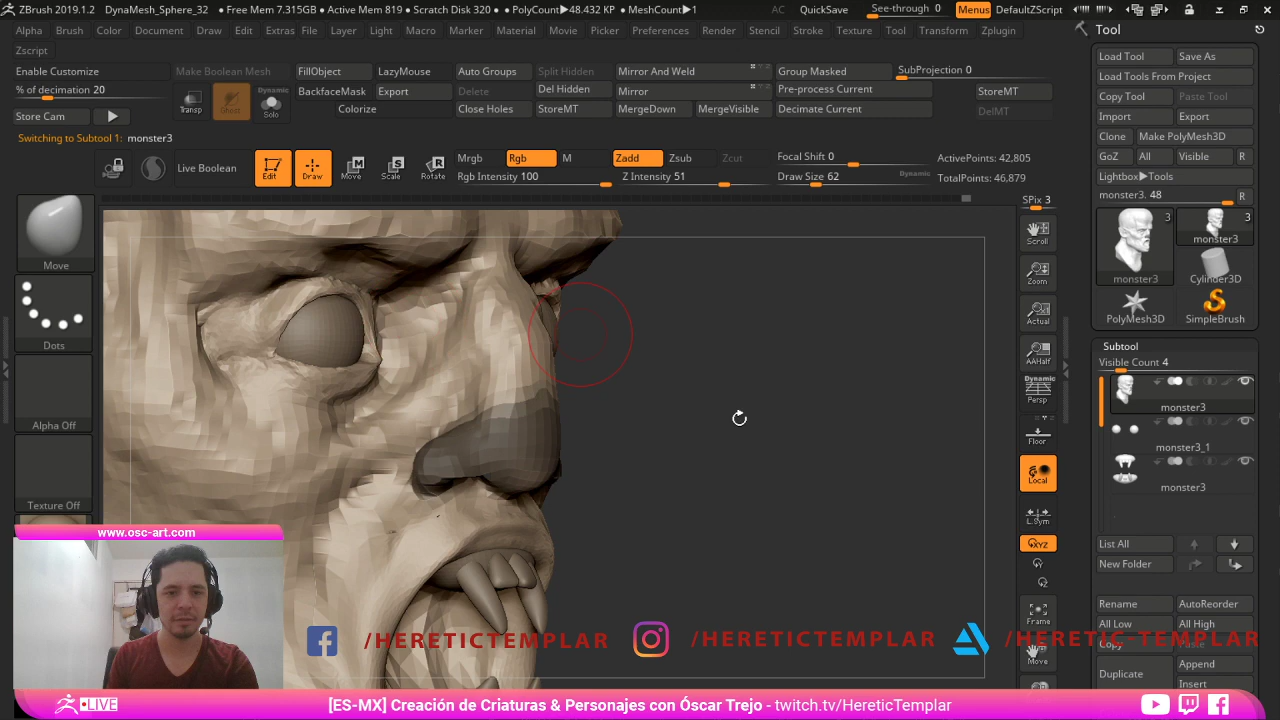 ZBrush 2019.1.2 DynaMesh_Sphere_32 • Free Mem 7.315GB • Active Mem 819 • Scratch Disk 320 • PolyCount▶48.432 KP • MeshCount▶1 AC QuickSave See-through 0 Menus DefaultZScript
Alpha Brush Color Document Draw Edit Extras File Layer Light Macro Marker Material Movie Picker Preferences Render Stencil Stroke Texture Tool Transform Zplugin
Zscript
Enable Customize Make Boolean Mesh FillObject LazyMouse Auto Groups Split Hidden Mirror And Weld Group Masked SubProjection 0
% of decimation 20 Transp Ghost Dynamic Solo BackfaceMask Export Delete Del Hidden Mirror Pre-process Current StoreMT
Store Cam Colorize Close Holes StoreMT MergeDown MergeVisible Decimate Current DelMT
Switching to Subtool 1: monster3
Live Boolean Edit Draw Move Scale Rotate Mrgb Rgb M Zadd Zsub Zcut Focal Shift 0 ActivePoints: 42,805
Rgb Intensity 100 Z Intensity 51 Draw Size 62 Dynamic TotalPoints: 46,879
Move
Dots
Alpha Off
Texture Off
SPix 3
Scroll
Zoom
Actual
AAHalf
Dynamic
Persp
Floor
Local
L.Sym
XYZ
Frame
Move
Tool
Load Tool Save As
Load Tools From Project
Copy Tool Paste Tool
Import Export
Clone Make PolyMesh3D
GoZ All Visible R
Lightbox▶Tools
monster3. 48 R
3 3
monster3 monster3
Cylinder3D
PolyMesh3D SimpleBrush
Subtool
Visible Count 4
monster3
monster3_1
monster3
List All
New Folder
Rename AutoReorder
All Low All High
Copy Paste
Duplicate Append
Insert
www.osc-art.com
/HERETICTEMPLAR /HERETICTEMPLAR /HERETIC_TEMPLAR
LIVE [ES-MX] Creación de Criaturas & Personajes con Óscar Trejo - twitch.tv/HereticTemplar